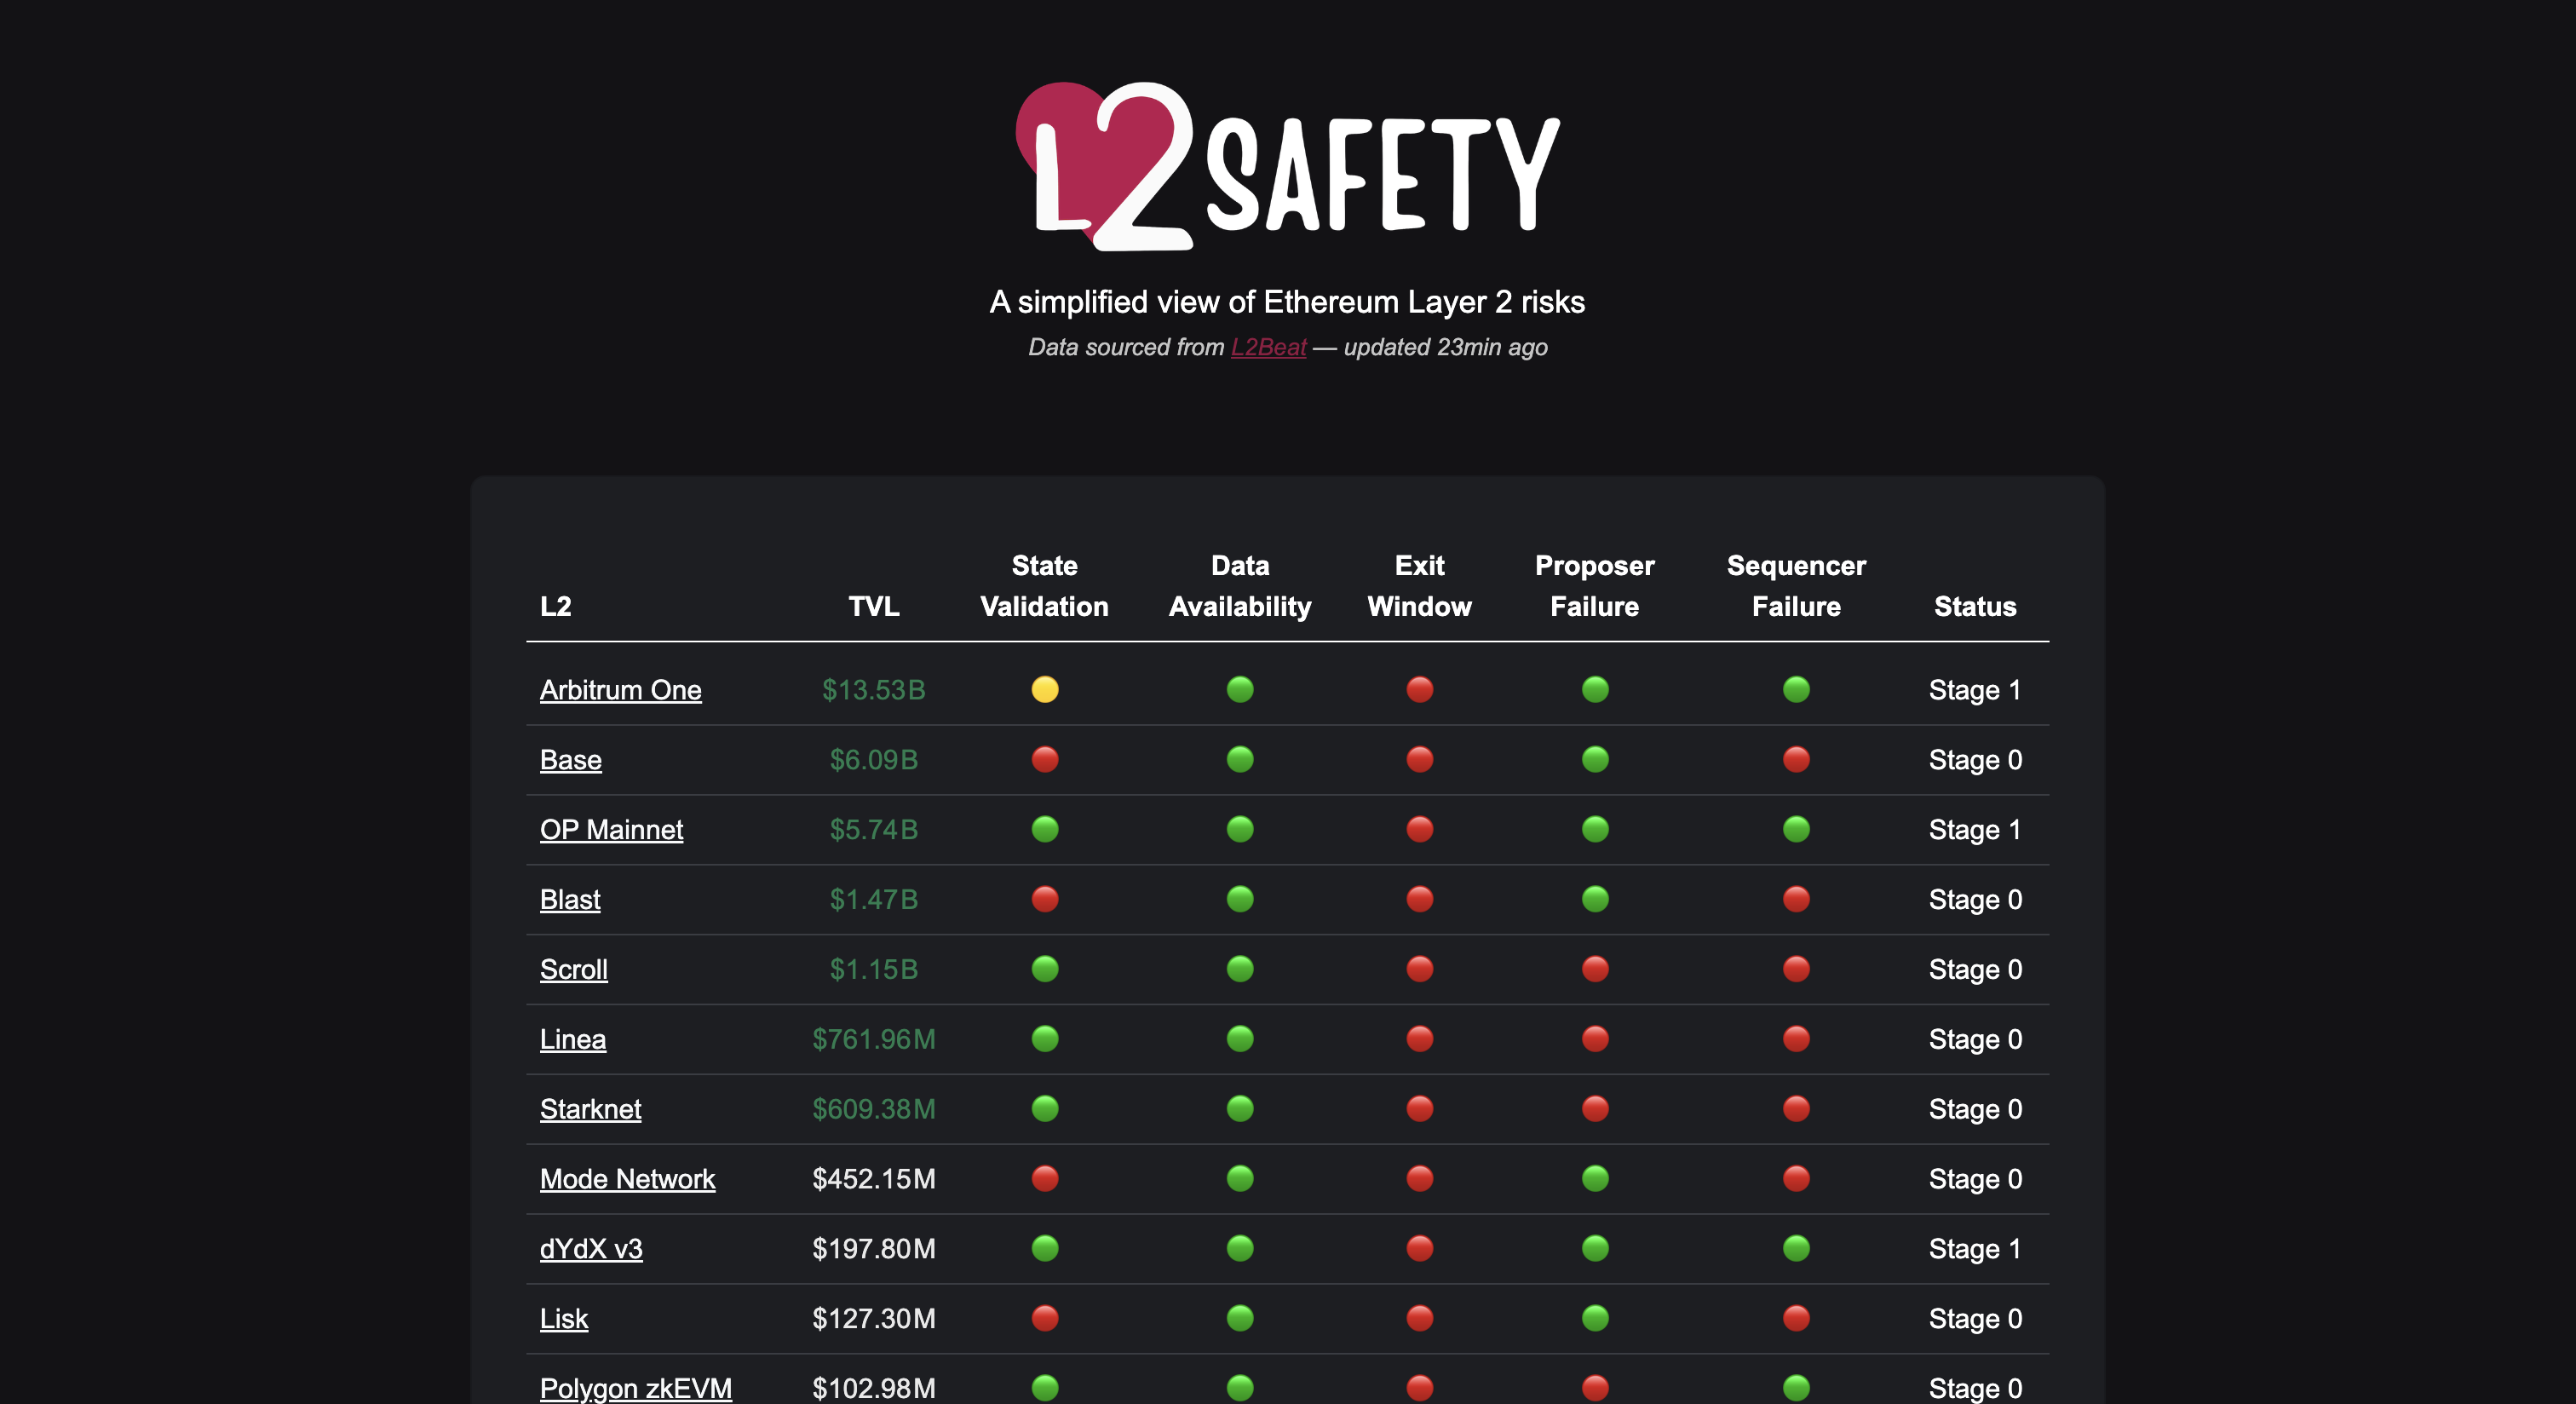 L2 SAFETY
A simplified view of Ethereum Layer 2 risks
Data sourced from L2Beat — updated 23min ago
L2 TVL State Validation Data Availability Exit Window Proposer Failure Sequencer Failure Status
Arbitrum One $13.53B Stage 1
Base $6.09B Stage 0
OP Mainnet $5.74B Stage 1
Blast $1.47B Stage 0
Scroll $1.15B Stage 0
Linea $761.96M Stage 0
Starknet $609.38M Stage 0
Mode Network $452.15M Stage 0
dYdX v3 $197.80M Stage 1
Lisk $127.30M Stage 0
Polygon zkEVM $102.98M Stage 0